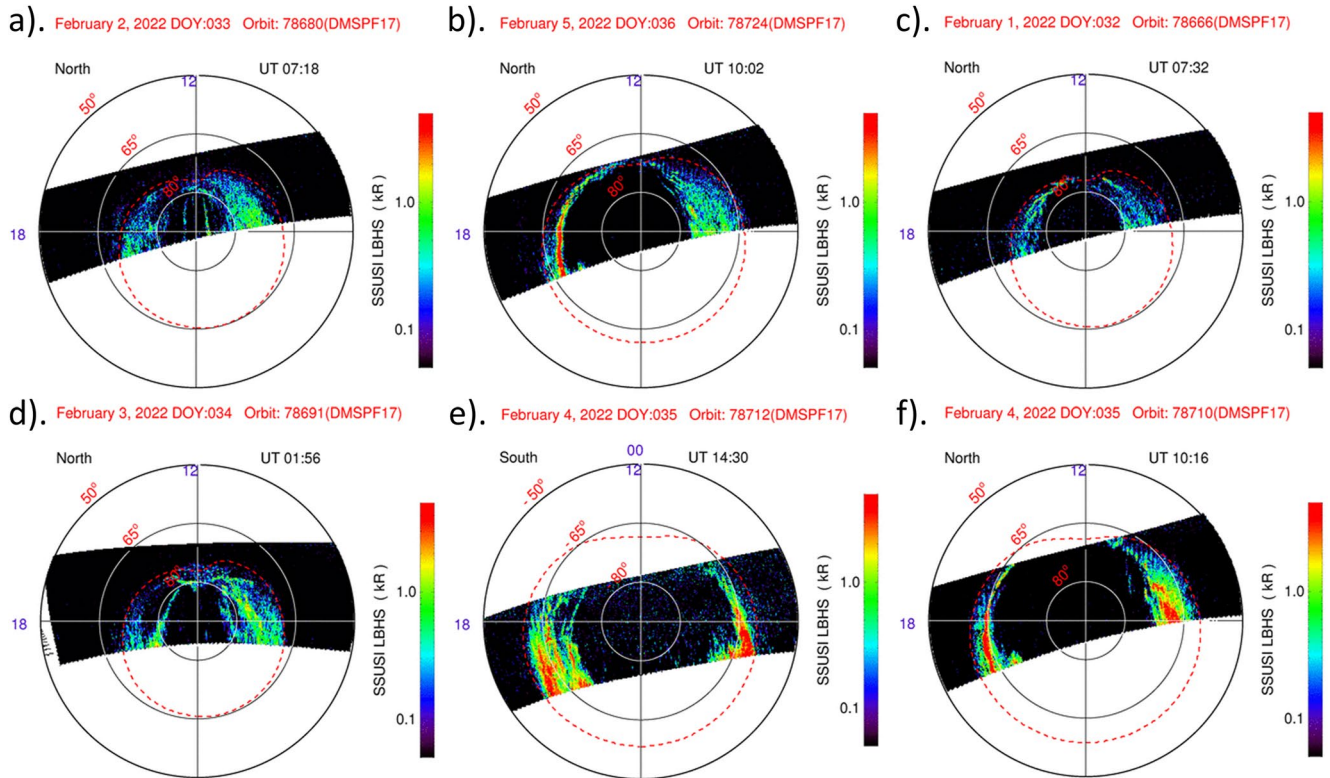 a). February 2, 2022 DOY:033 Orbit: 78680(DMSPF17)
North UT 07:18
12
50°
65°
80°
18
SSUSI LBHS (kR)
1.0
0.1
b). February 5, 2022 DOY:036 Orbit: 78724(DMSPF17)
North UT 10:02
12
50°
65°
80°
18
SSUSI LBHS (kR)
1.0
0.1
c). February 1, 2022 DOY:032 Orbit: 78666(DMSPF17)
North UT 07:32
12
50°
65°
80°
18
SSUSI LBHS (kR)
1.0
0.1
d). February 3, 2022 DOY:034 Orbit: 78691(DMSPF17)
North UT 01:56
12
50°
65°
18
SSUSI LBHS (kR)
1.0
0.1
e). February 4, 2022 DOY:035 Orbit: 78712(DMSPF17)
South 00 UT 14:30
12
- 50°
- 65°
- 80°
18
SSUSI LBHS (kR)
1.0
0.1
f). February 4, 2022 DOY:035 Orbit: 78710(DMSPF17)
North UT 10:16
12
50°
65°
80°
18
SSUSI LBHS (kR)
1.0
0.1